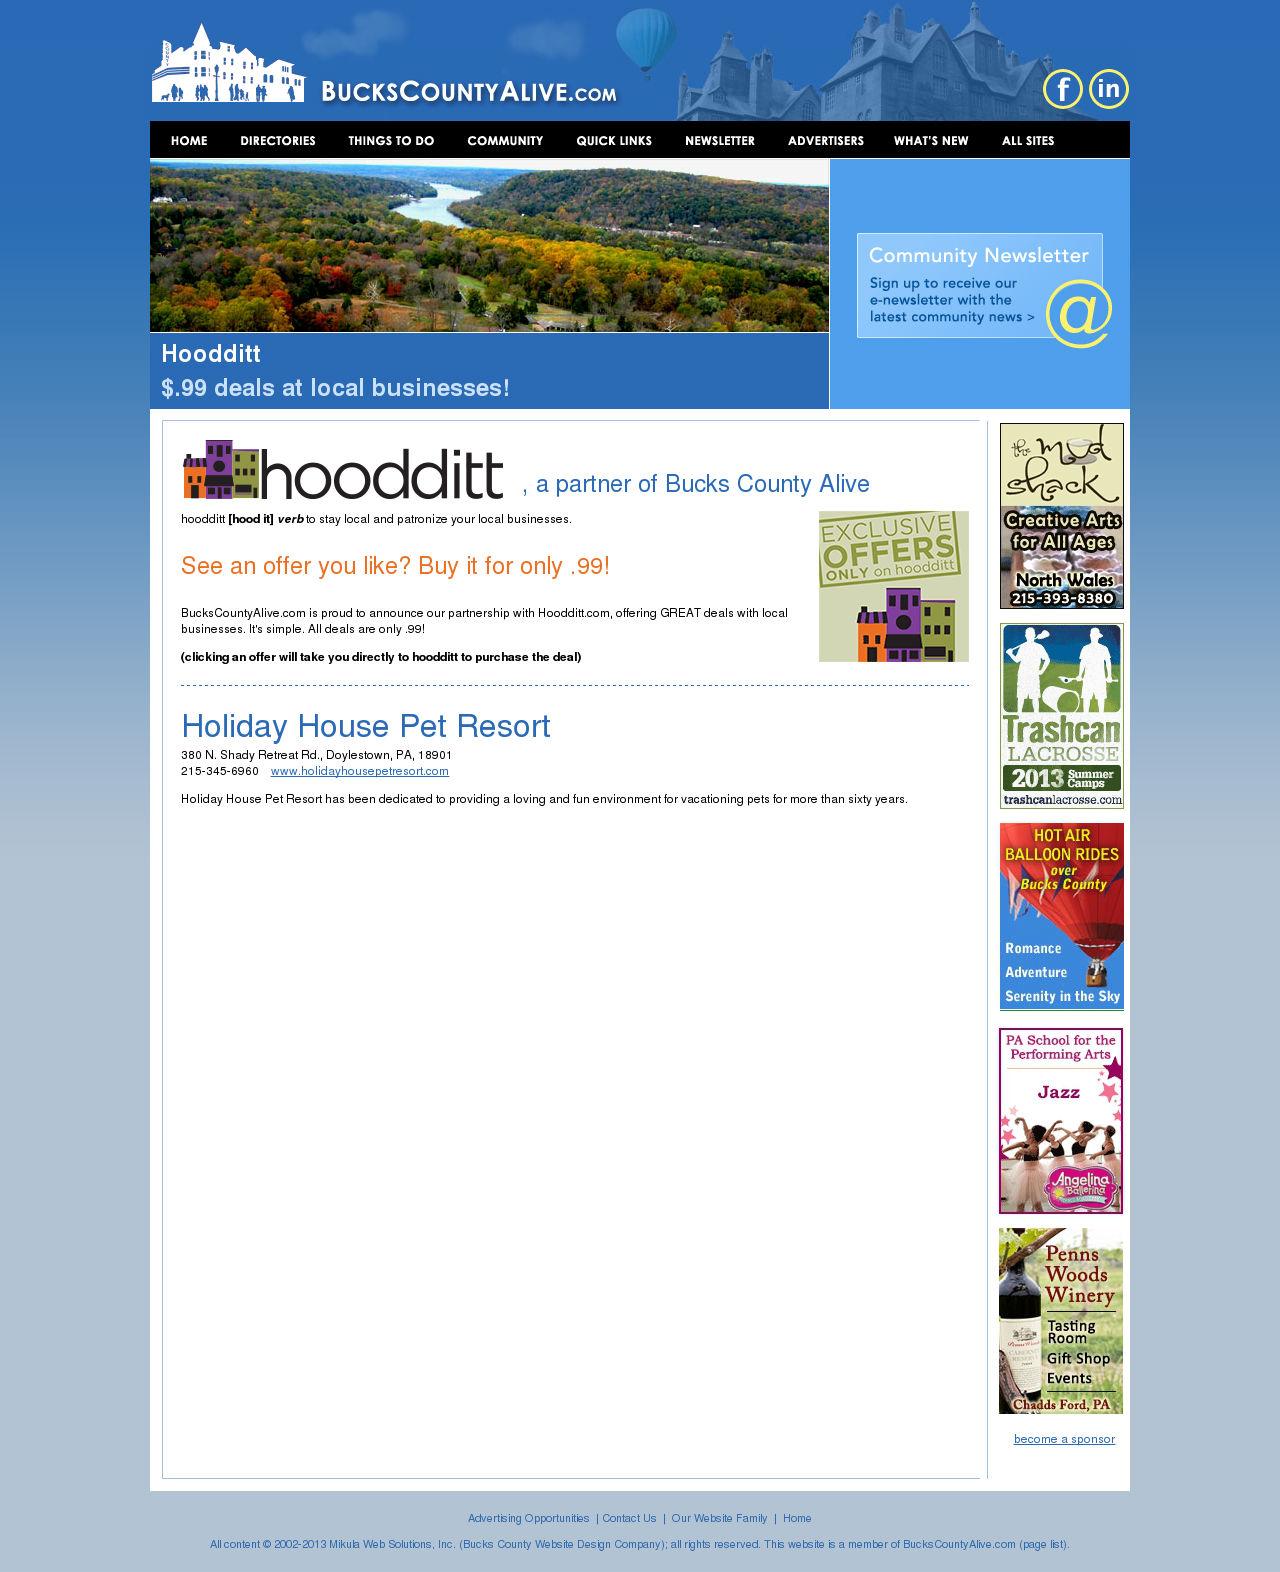 BUCKSCOUNTYALIVE.COM
f in
HOME DIRECTORIES THINGS TO DO COMMUNITY QUICK LINKS NEWSLETTER ADVERTISERS WHAT'S NEW ALL SITES
Community Newsletter
Sign up to receive our
e-newsletter with the
latest community news >
@
Hoodditt
$.99 deals at local businesses!
hoodditt , a partner of Bucks County Alive
hoodditt [hood it] verb to stay local and patronize your local businesses.
See an offer you like? Buy it for only .99!
BucksCountyAlive.com is proud to announce our partnership with Hoodditt.com, offering GREAT deals with local
businesses. It's simple. All deals are only .99!
(clicking an offer will take you directly to hoodditt to purchase the deal)
EXCLUSIVE
OFFERS
ONLY on hoodditt
Holiday House Pet Resort
380 N. Shady Retreat Rd., Doylestown, PA, 18901
215-345-6960 www.holidayhousepetresort.com
Holiday House Pet Resort has been dedicated to providing a loving and fun environment for vacationing pets for more than sixty years.
the mud
shack
Creative Arts
for All Ages
North Wales
215-393-8380
Trashcan
LACROSSE
2013 Summer
Camps
trashcanlacrosse.com
HOT AIR
BALLOON RIDES
over
Bucks County
Romance
Adventure
Serenity in the Sky
PA School for the
Performing Arts
Jazz
Angelina
Ballerina
Penns
Woods
Winery
Tasting
Room
Gift Shop
Events
Chadds Ford, PA
become a sponsor
Advertising Opportunities | Contact Us | Our Website Family | Home
All content © 2002-2013 Mikula Web Solutions, Inc. (Bucks County Website Design Company); all rights reserved. This website is a member of BucksCountyAlive.com (page list).